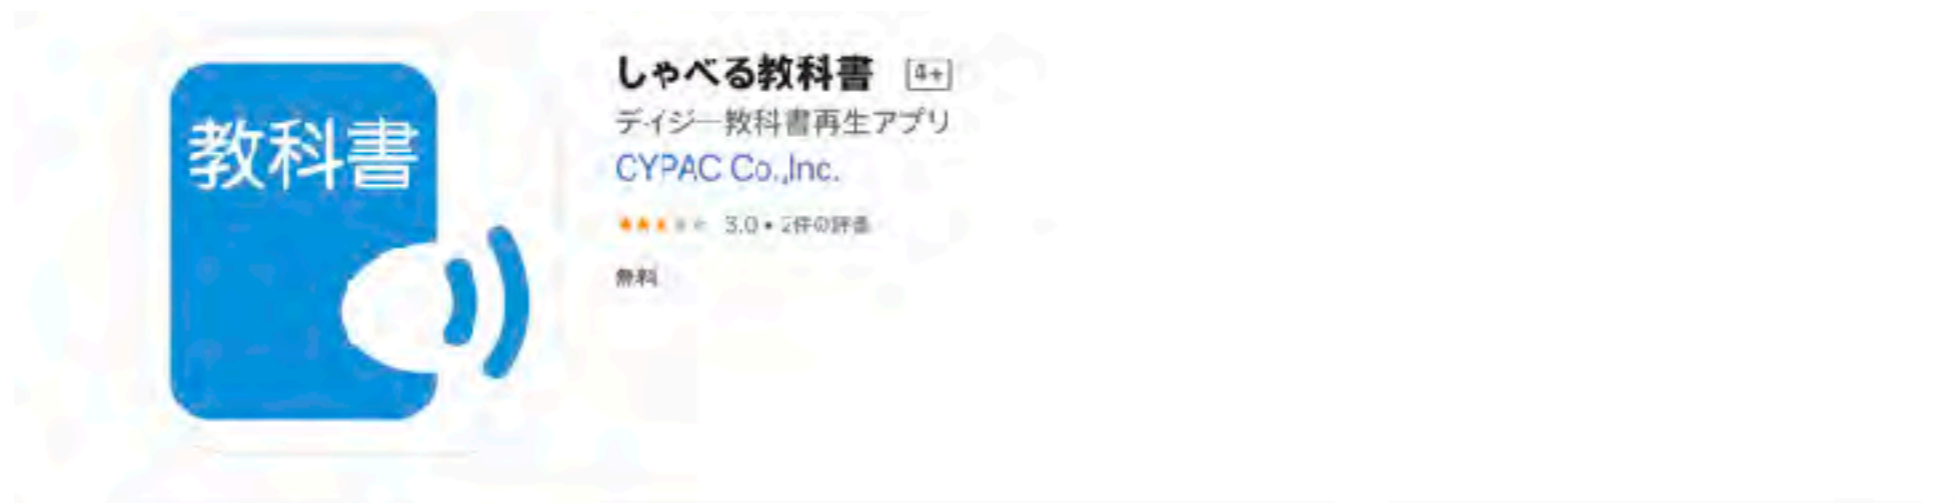 教科書
しゃべる教科書 4+
デイジー教科書再生アプリ
CYPAC Co.,Inc.
3.0 • 2件の評価
無料